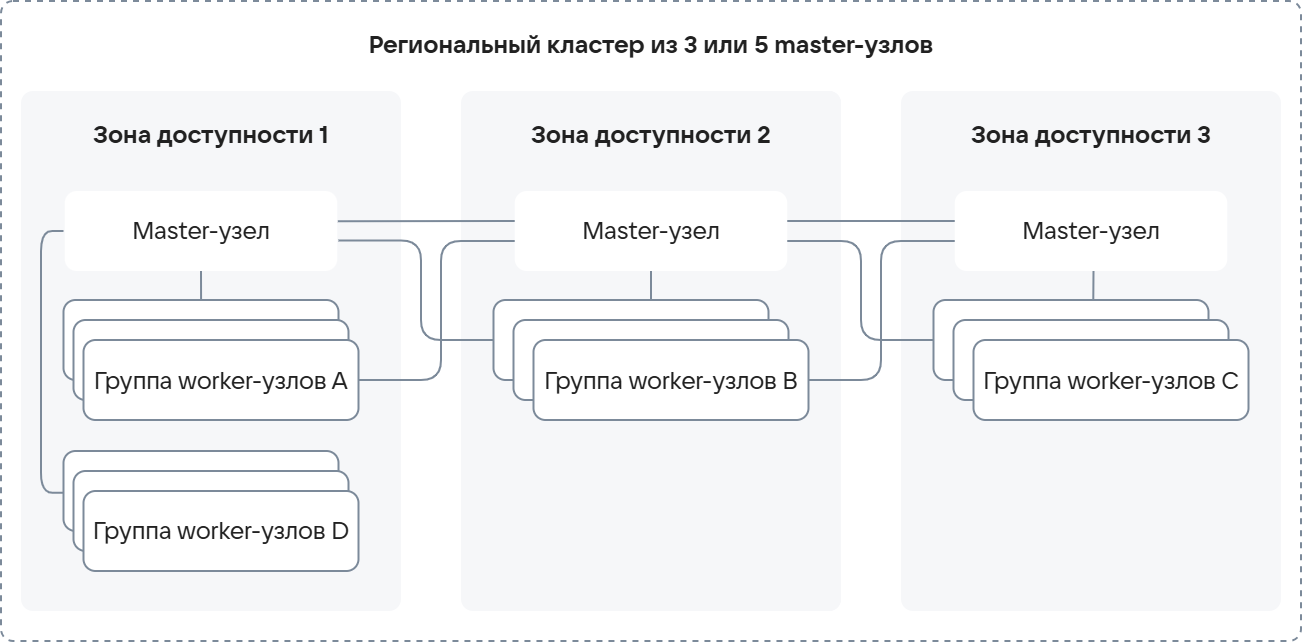 Региональный кластер из 3 или 5 master-узлов
Зона доступности 1
Зона доступности 2
Зона доступности 3
Master-узел
Master-узел
Master-узел
Группа worker-узлов A
Группа worker-узлов B
Группа worker-узлов C
Группа worker-узлов D